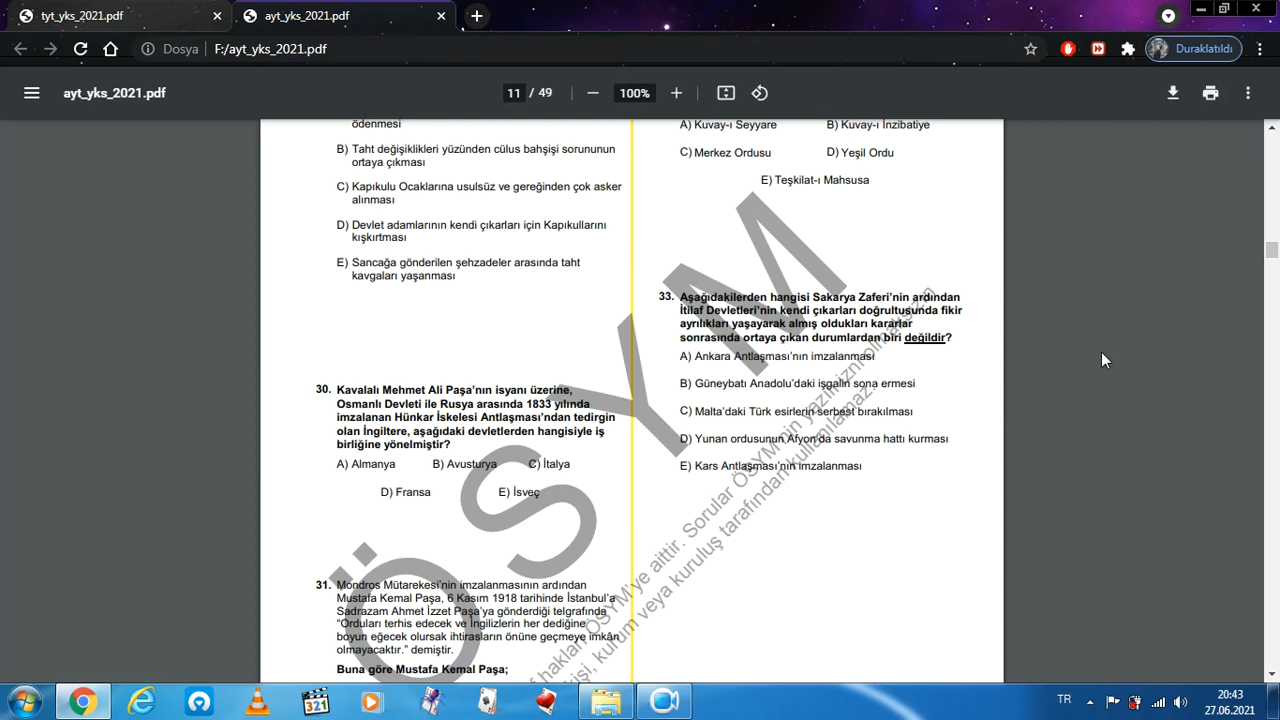 tyt_yks_2021.pdf
ayt_yks_2021.pdf
Dosya
F:/ayt_yks_2021.pdf
Duraklatıldı
ayt_yks_2021.pdf
11 / 49
100%
ödenmesi
B) Taht değişiklikleri yüzünden cülus bahşişi sorununun
ortaya çıkması
C) Kapıkulu Ocaklarına usulsüz ve gereğinden çok asker
alınması
D) Devlet adamlarının kendi çıkarları için Kapıkullarını
kışkırtması
E) Sancağa gönderilen şehzadeler arasında taht
kavgaları yaşanması
30. Kavalalı Mehmet Ali Paşa’nın isyanı üzerine,
Osmanlı Devleti ile Rusya arasında 1833 yılında
imzalanan Hünkar İskelesi Antlaşması’ndan tedirgin
olan İngiltere, aşağıdaki devletlerden hangisiyle iş
birliğine yönelmiştir?
A) Almanya B) Avusturya C) İtalya
D) Fransa E) İsveç
31. Mondros Mütarekesi’nin imzalanmasının ardından
Mustafa Kemal Paşa, 6 Kasım 1918 tarihinde İstanbul’a
Sadrazam Ahmet İzzet Paşa’ya gönderdiği telgrafında
“Orduları terhis edecek ve İngilizlerin her dediğine
boyun eğecek olursak ihtirasların önüne geçmeye imkân
olmayacaktır.” demiştir.
Buna göre Mustafa Kemal Paşa;
A) Kuvay-ı Seyyare B) Kuvay-ı İnzibatiye
C) Merkez Ordusu D) Yeşil Ordu
E) Teşkilat-ı Mahsusa
33. Aşağıdakilerden hangisi Sakarya Zaferi’nin ardından
İtilaf Devletleri’nin kendi çıkarları doğrultusunda fikir
ayrılıkları yaşayarak almış oldukları kararlar
sonrasında ortaya çıkan durumlardan biri değildir?
A) Ankara Antlaşması’nın imzalanması
B) Güneybatı Anadolu’daki işgalin sona ermesi
C) Malta’daki Türk esirlerin serbest bırakılması
D) Yunan ordusunun Afyon’da savunma hattı kurması
E) Kars Antlaşması’nın imzalanması
ÖSYM
hakları ÖSYM’ye aittir. Sorular ÖSYM’nin yazılı izni olmaksızın
kişi, kurum veya kuruluş tarafından kullanılamaz.
321
TR
20:43
27.06.2021